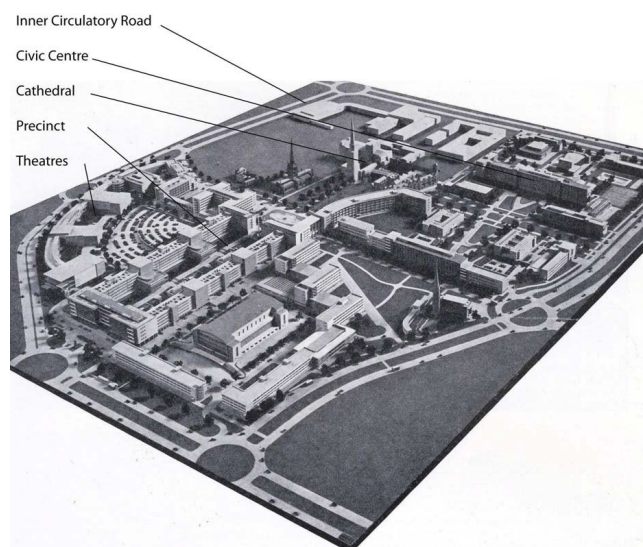 Inner Circulatory Road
Civic Centre
Cathedral
Precinct
Theatres